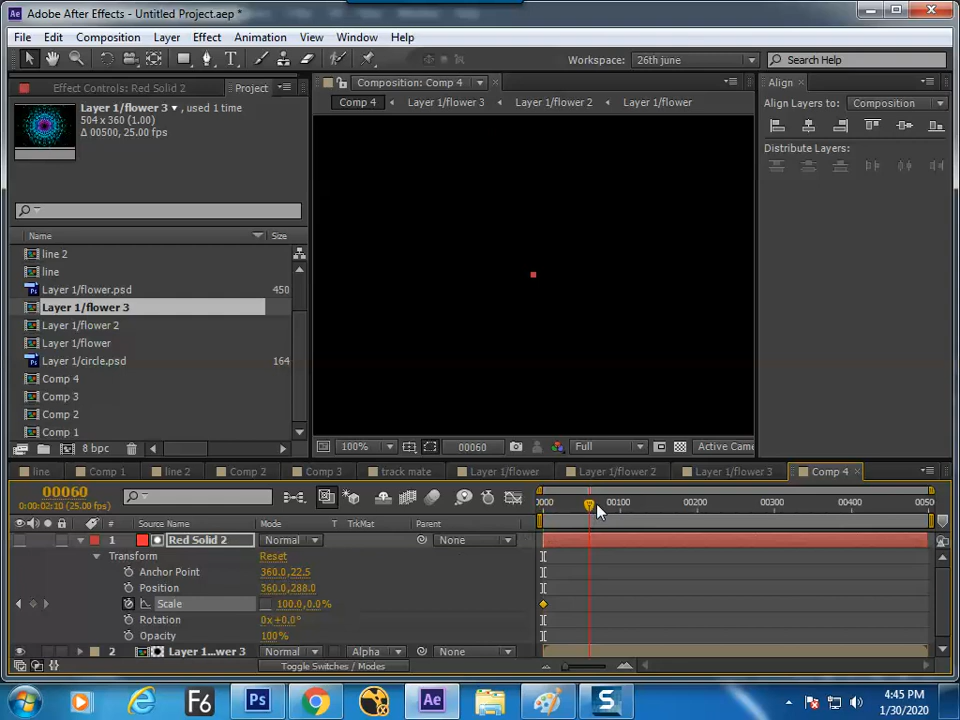 Adobe After Effects - Untitled Project.aep *
File Edit Composition Layer Effect Animation View Window Help
Workspace: 26th june Search Help
Effect Controls: Red Solid 2 Project
Layer 1/flower 3, used 1 time
504 x 360 (1.00)
Δ 00500, 25.00 fps
Name Size
line 2
line
Layer 1/flower.psd 450
Layer 1/flower 3
Layer 1/flower 2
Layer 1/flower
Layer 1/circle.psd 164
Comp 4
Comp 3
Comp 2
Comp 1
8 bpc
Composition: Comp 4
Comp 4 Layer 1/flower 3 Layer 1/flower 2 Layer 1/flower
100% 00060 Full Active Came
Align
Align Layers to: Composition
Distribute Layers:
line Comp 1 line 2 Comp 2 Comp 3 track mate Layer 1/flower Layer 1/flower 2 Layer 1/flower 3 Comp 4
00060
0:00:02:10 (25.00 fps)
0000 00100 00200 00300 00400 0050
# Source Name Mode T TrkMat Parent
1 Red Solid 2 Normal None
Transform Reset
Anchor Point 360.0,22.5
Position 360.0,288.0
Scale 100.0,0.0%
Rotation 0x+0.0°
Opacity 100%
2 Layer 1...wer 3 Normal Alpha None
Toggle Switches / Modes
F6 Ps Ae S
4:45 PM
1/30/2020